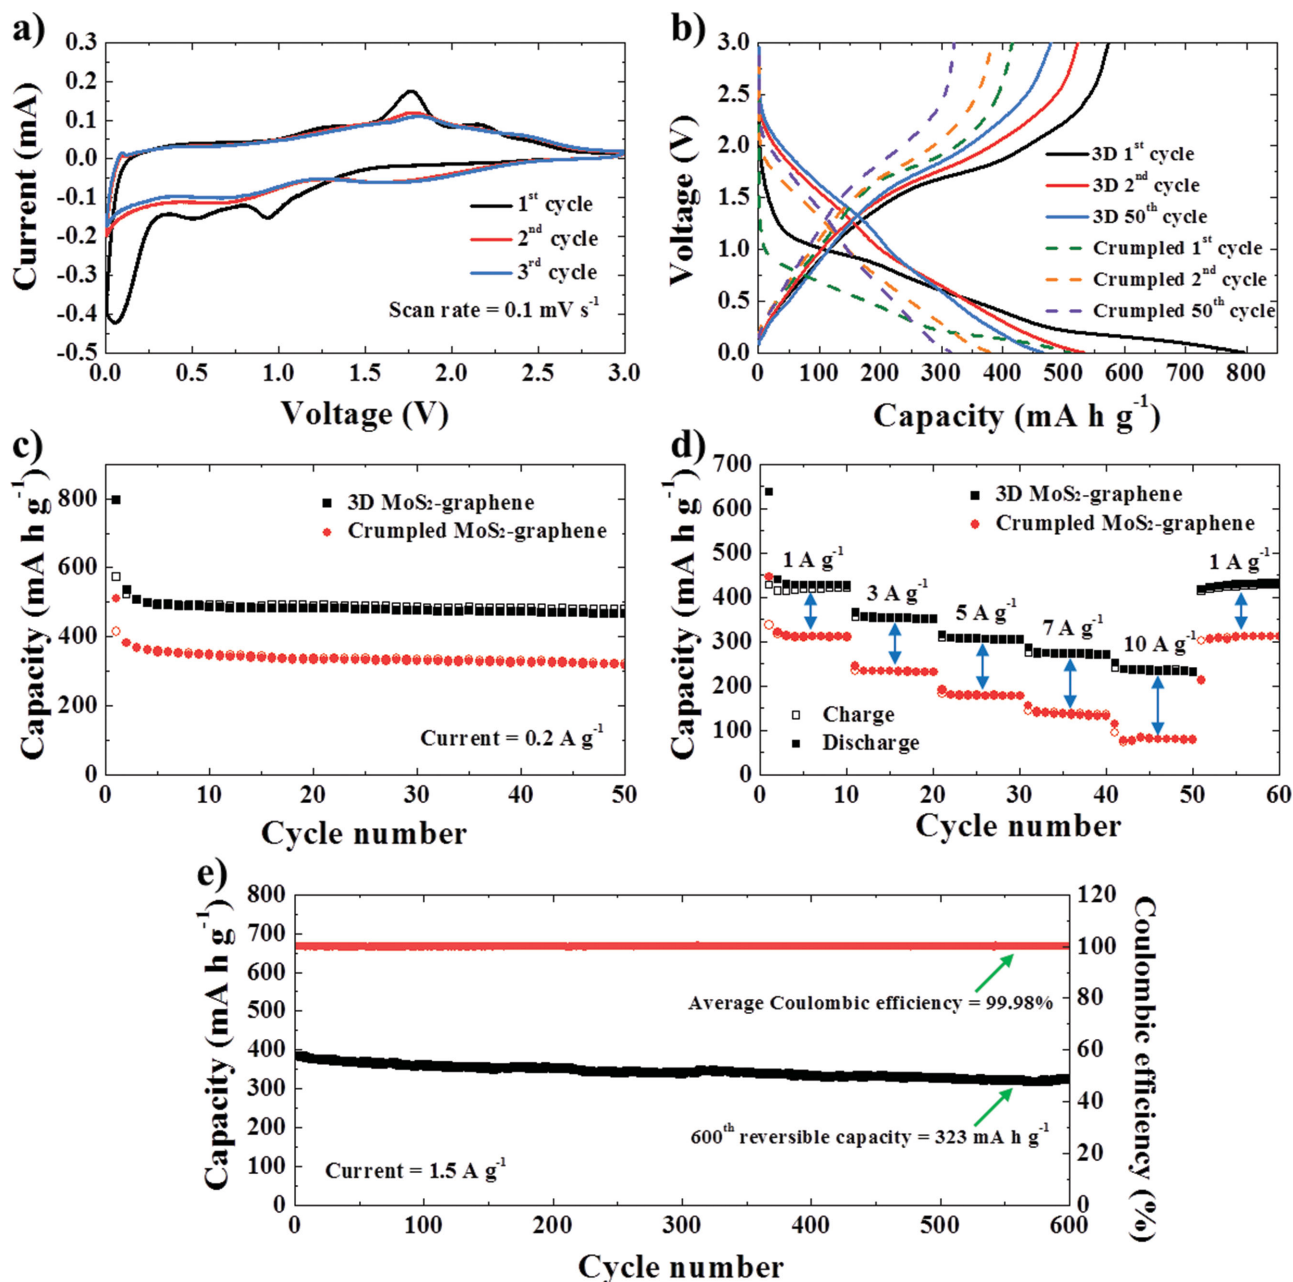 a)
0.3
0.2
0.1
0.0
-0.1
-0.2
-0.3
-0.4
-0.5
Current (mA)
1st cycle
2nd cycle
3rd cycle
Scan rate = 0.1 mV s-1
0.0 0.5 1.0 1.5 2.0 2.5 3.0
Voltage (V)
b)
3.0
2.5
2.0
1.5
1.0
0.5
0.0
Voltage (V)
3D 1st cycle
3D 2nd cycle
3D 50th cycle
Crumpled 1st cycle
Crumpled 2nd cycle
Crumpled 50th cycle
0 100 200 300 400 500 600 700 800
Capacity (mA h g-1)
c)
800
600
400
200
0
Capacity (mA h g-1)
3D MoS2-graphene
Crumpled MoS2-graphene
Current = 0.2 A g-1
0 10 20 30 40 50
Cycle number
d)
700
600
500
400
300
200
100
0
Capacity (mA h g-1)
3D MoS2-graphene
Crumpled MoS2-graphene
1 A g-1
3 A g-1
5 A g-1
7 A g-1
10 A g-1
1 A g-1
Charge
Discharge
0 10 20 30 40 50 60
Cycle number
e)
800
700
600
500
400
300
200
100
0
Capacity (mA h g-1)
Average Coulombic efficiency = 99.98%
600th reversible capacity = 323 mA h g-1
Current = 1.5 A g-1
120
100
80
60
40
20
0
Coulombic efficiency (%)
0 100 200 300 400 500 600
Cycle number